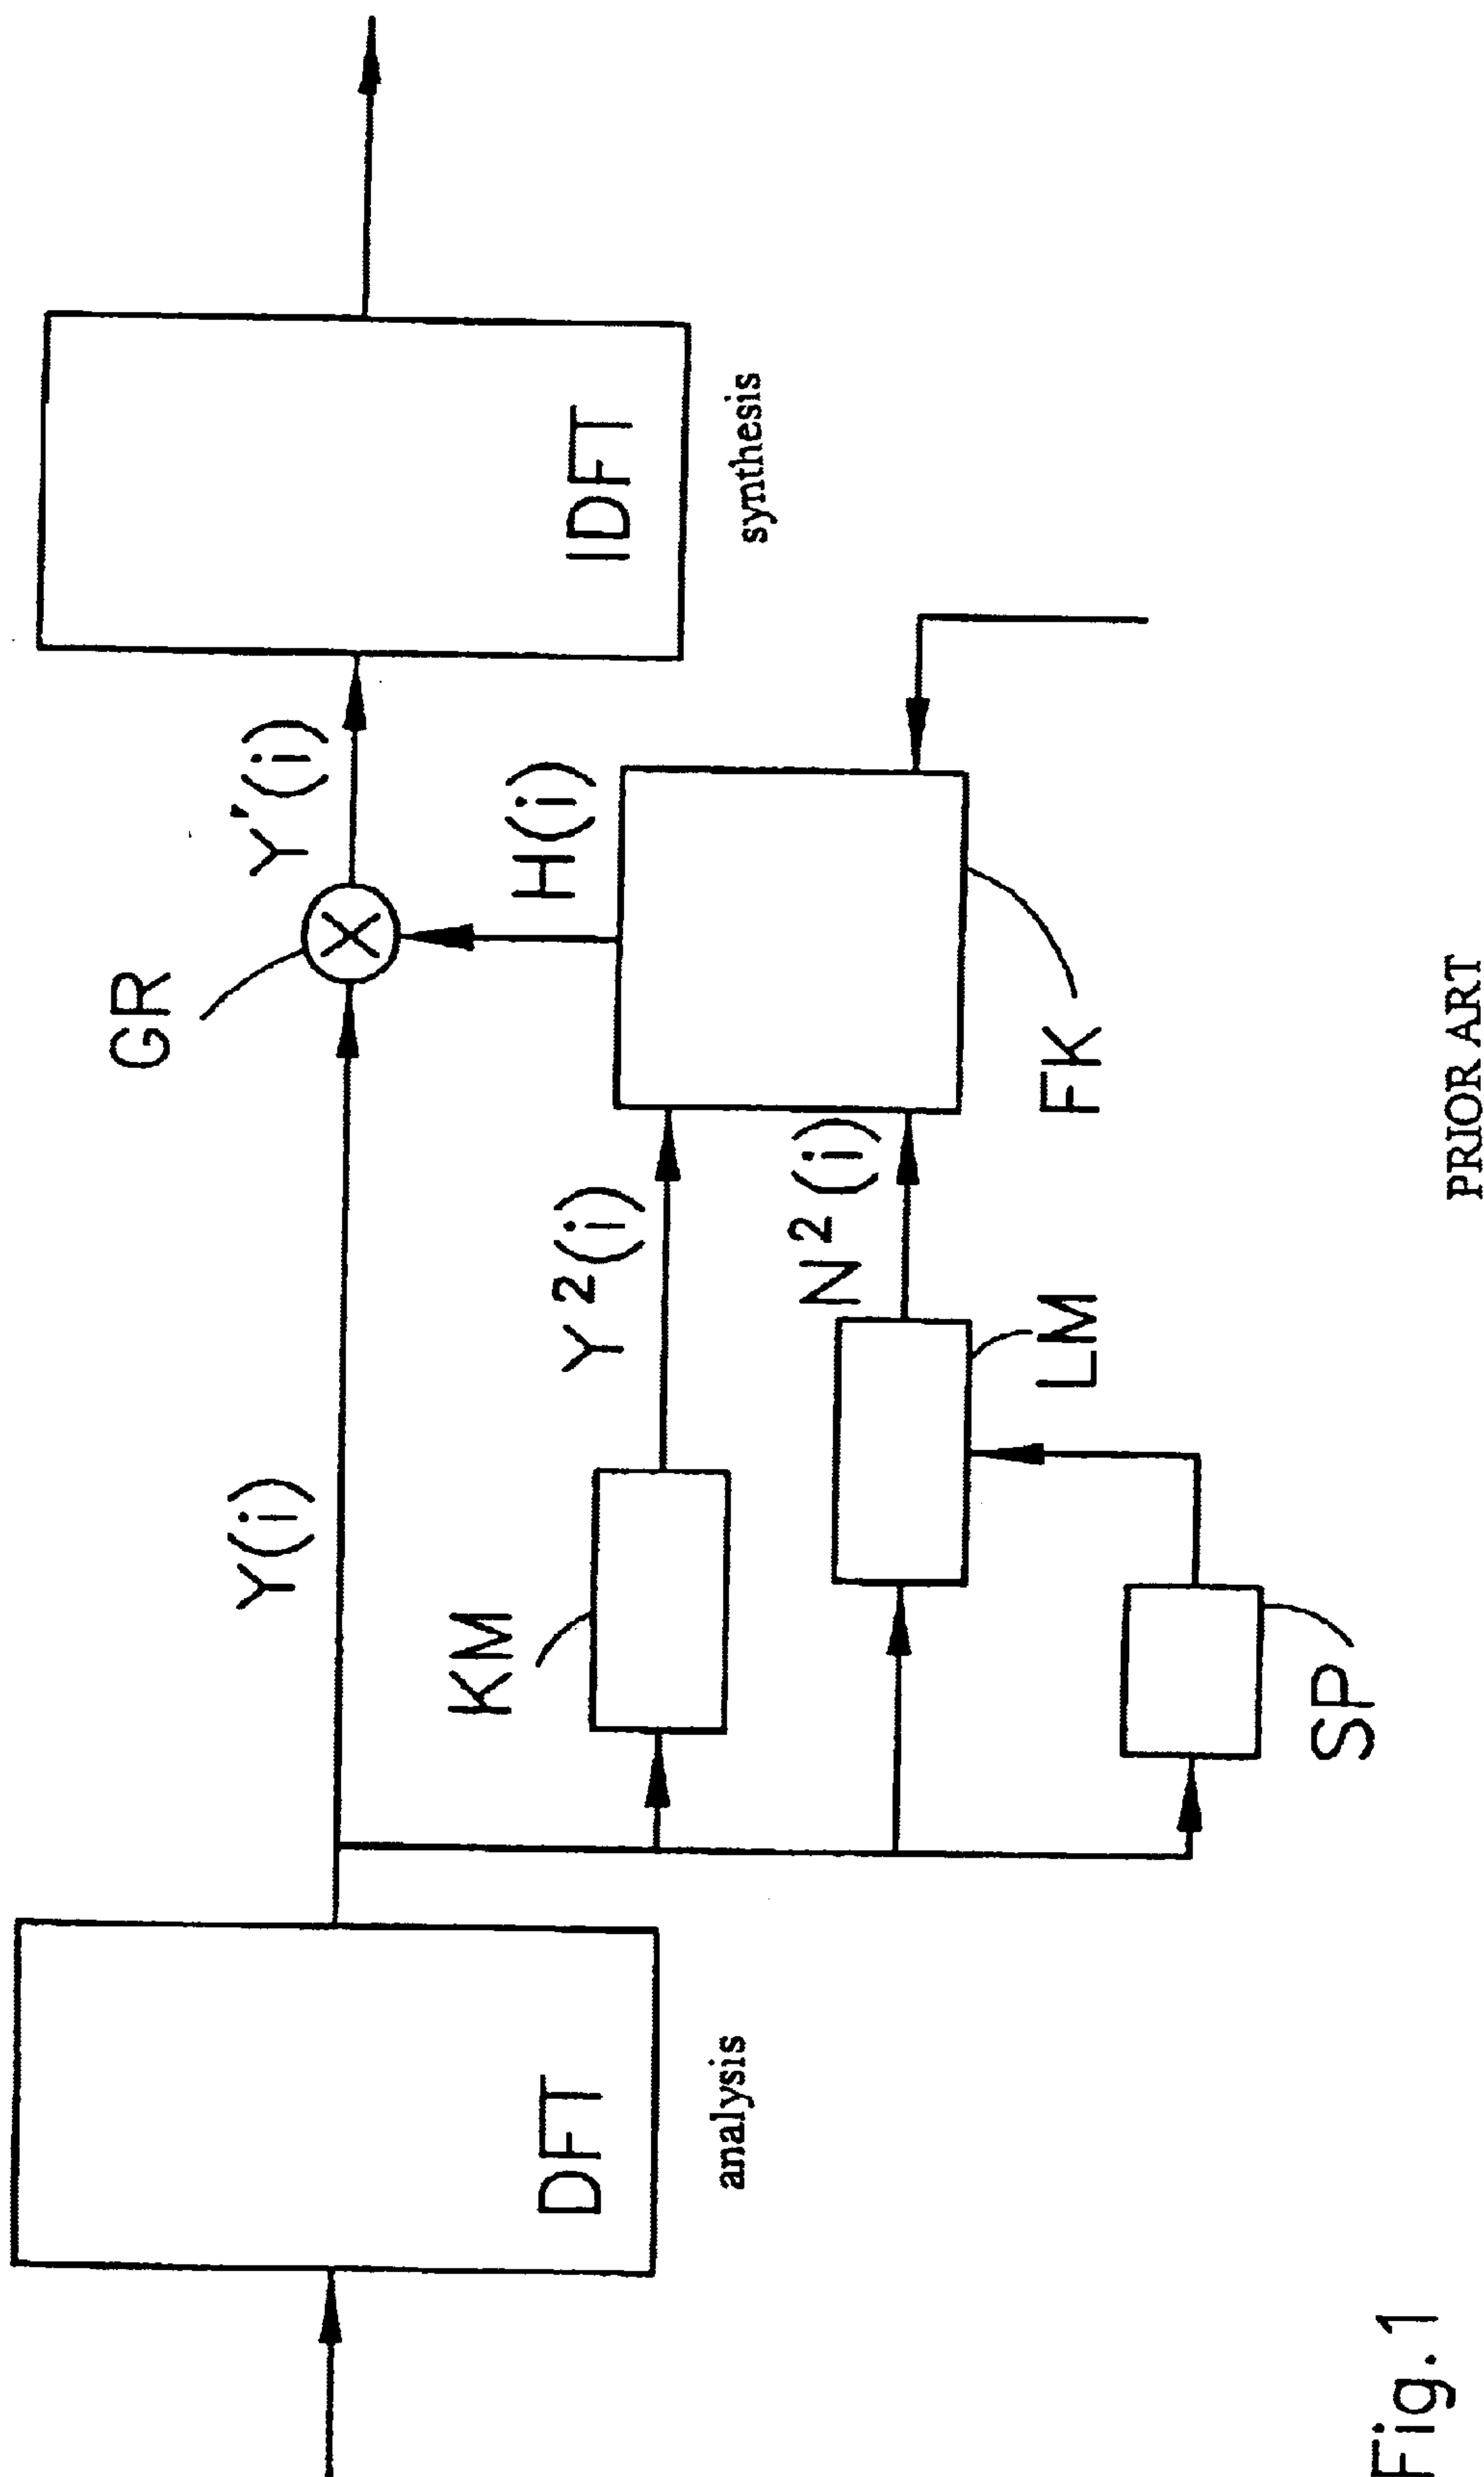 GR
Y(i)
Y'(i)
KM
H(i)
Y²(i)
DFT
IDFT
analysis
synthesis
N²(i)
LM
FK
SP
Fig.1
PRIOR ART